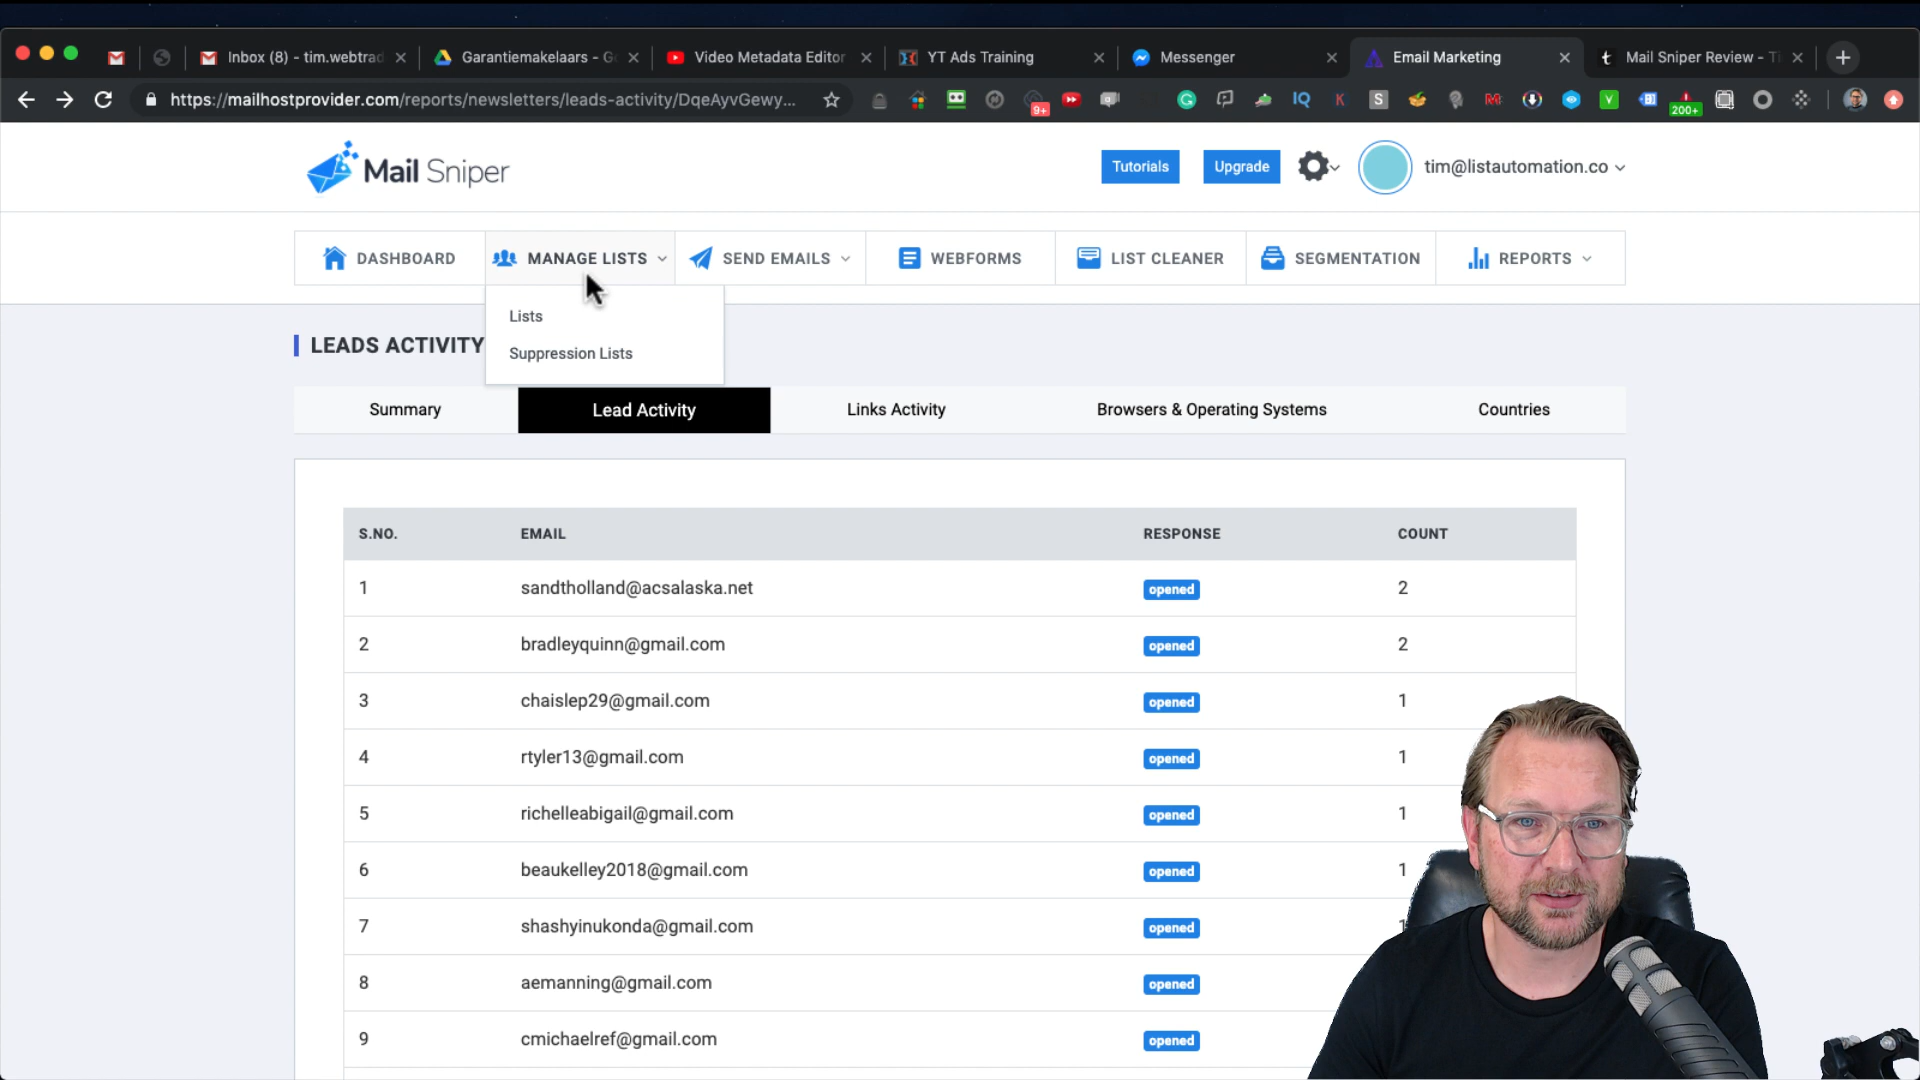 Inbox (8) - tim.webtrad
Garantiemakelaars - G
Video Metadata Editor
YT Ads Training
Messenger
Email Marketing
Mail Sniper Review - Ti
https://mailhostprovider.com/reports/newsletters/leads-activity/DqeAyvGewy...
9+
IQ
K
S
V
200+
Mail Sniper
Tutorials
Upgrade
tim@listautomation.co
DASHBOARD
MANAGE LISTS
SEND EMAILS
WEBFORMS
LIST CLEANER
SEGMENTATION
REPORTS
Lists
Suppression Lists
LEADS ACTIVITY
Summary
Lead Activity
Links Activity
Browsers & Operating Systems
Countries
S.NO. EMAIL RESPONSE COUNT
1 sandtholland@acsalaska.net opened 2
2 bradleyquinn@gmail.com opened 2
3 chaislep29@gmail.com opened 1
4 rtyler13@gmail.com opened 1
5 richelleabigail@gmail.com opened 1
6 beaukelley2018@gmail.com opened 1
7 shashyinukonda@gmail.com opened 1
8 aemanning@gmail.com opened
9 cmichaelref@gmail.com opened